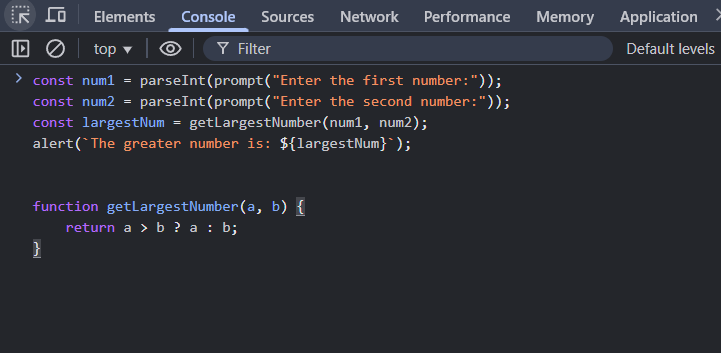 Elements Console Sources Network Performance Memory Application
top Filter Default levels
const num1 = parseInt(prompt("Enter the first number:"));
const num2 = parseInt(prompt("Enter the second number:"));
const largestNum = getLargestNumber(num1, num2);
alert(`The greater number is: ${largestNum}`);
function getLargestNumber(a, b) {
    return a > b ? a : b;
}